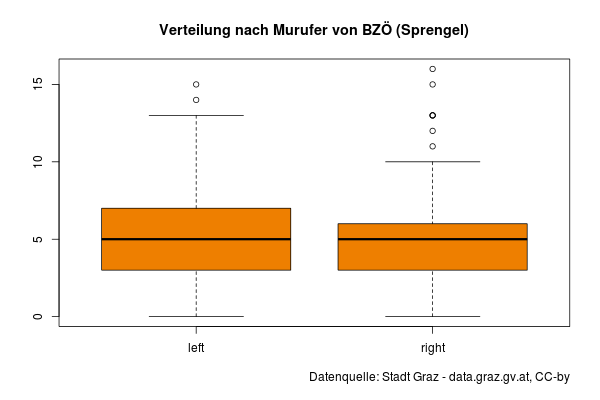 Verteilung nach Murufer von BZÖ (Sprengel)
15
10
5
0
left right
Datenquelle: Stadt Graz - data.graz.gv.at, CC-by